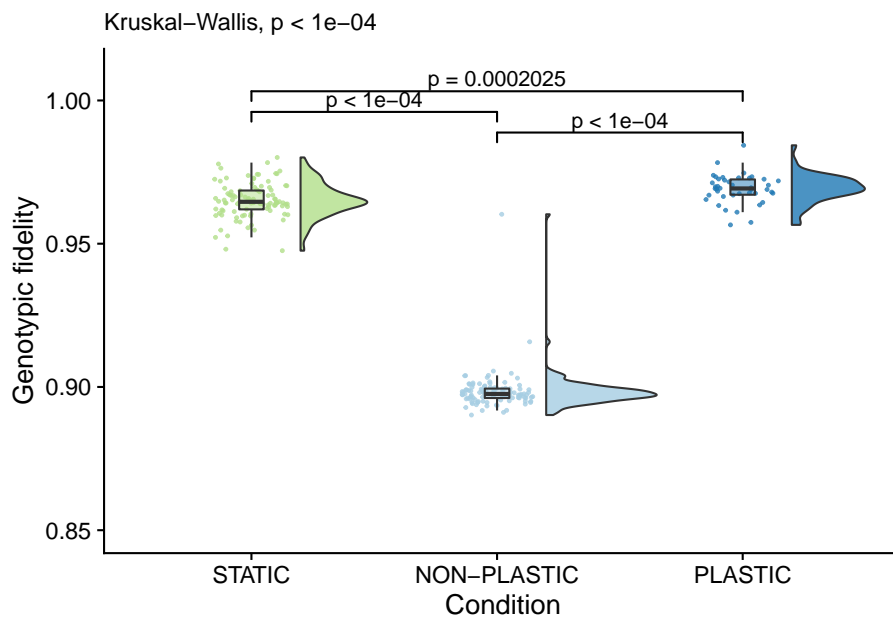 Kruskal−Wallis, p < 1e−04
p = 0.0002025
p < 1e−04
p < 1e−04
1.00
0.95
0.90
0.85
Genotypic fidelity
STATIC
NON−PLASTIC
PLASTIC
Condition